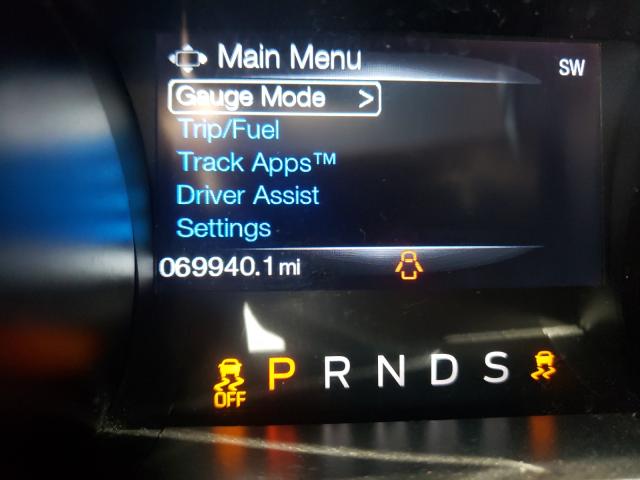 Main Menu
SW
Gauge Mode >
Trip/Fuel
Track Apps™
Driver Assist
Settings
069940.1 mi
OFF P R N D S